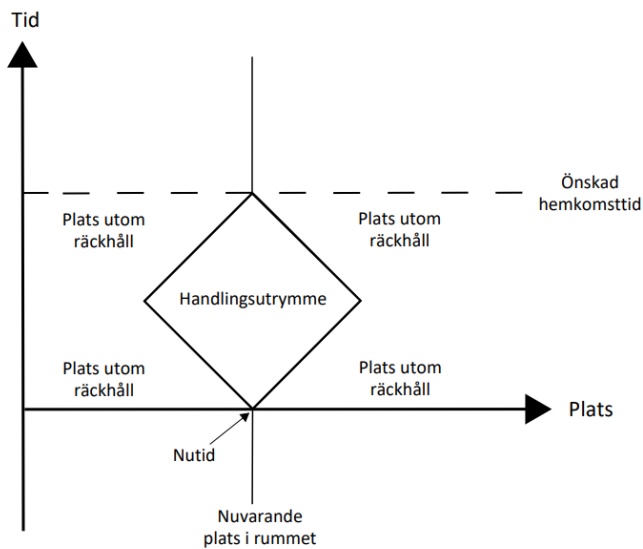 Tid
Önskad
hemkomsttid
Plats utom
räckhåll
Plats utom
räckhåll
Handlingsutrymme
Plats utom
räckhåll
Plats utom
räckhåll
Plats
Nutid
Nuvarande
plats i rummet